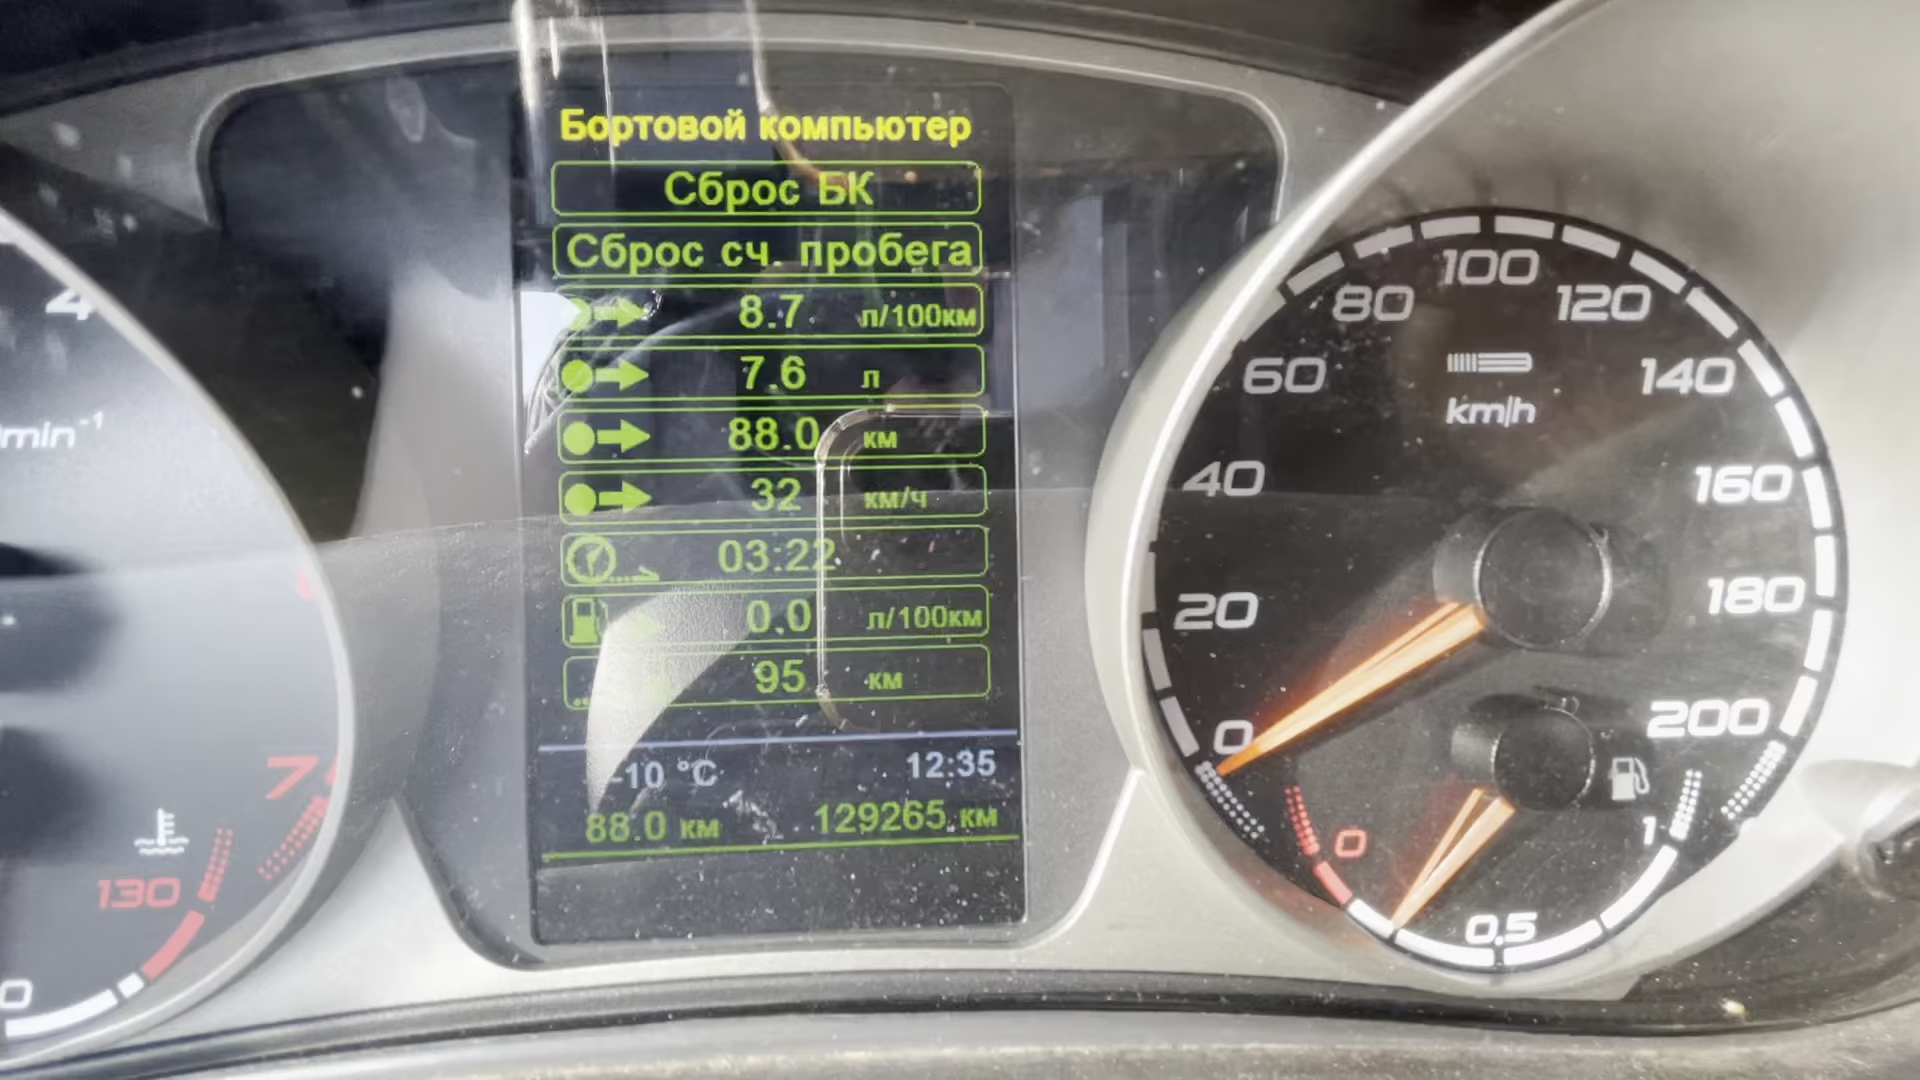 Бортовой компьютер
Сброс БК
Сброс сч. пробега
8.7 л/100км
7.6 л
88.0 км
32 км/ч
03:22
0.0 л/100км
95 км
-10 °C 12:35
88.0 км 129265 км
4
min⁻¹
7
130
0
20
40
60
80
100
120
140
160
180
200
km/h
0
0.5
1